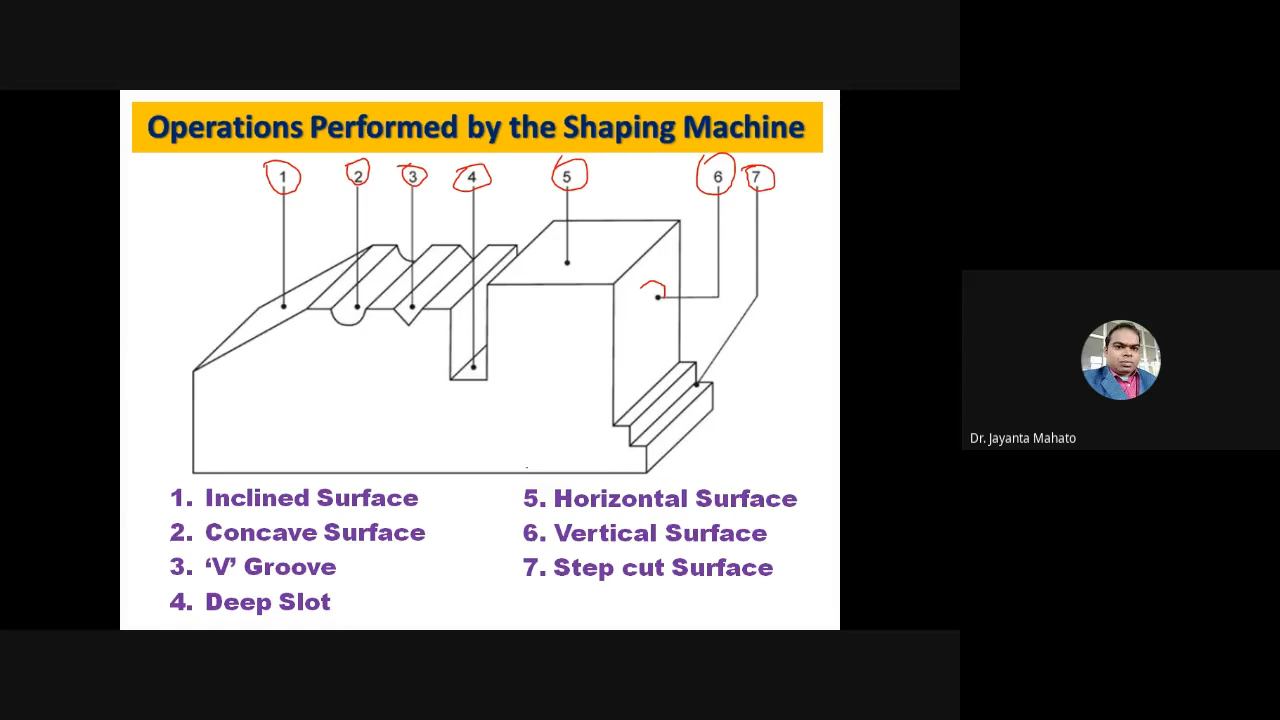 Operations Performed by the Shaping Machine
1 2 3 4 5 6 7
1. Inclined Surface
2. Concave Surface
3. ‘V’ Groove
4. Deep Slot
5. Horizontal Surface
6. Vertical Surface
7. Step cut Surface
Dr. Jayanta Mahato